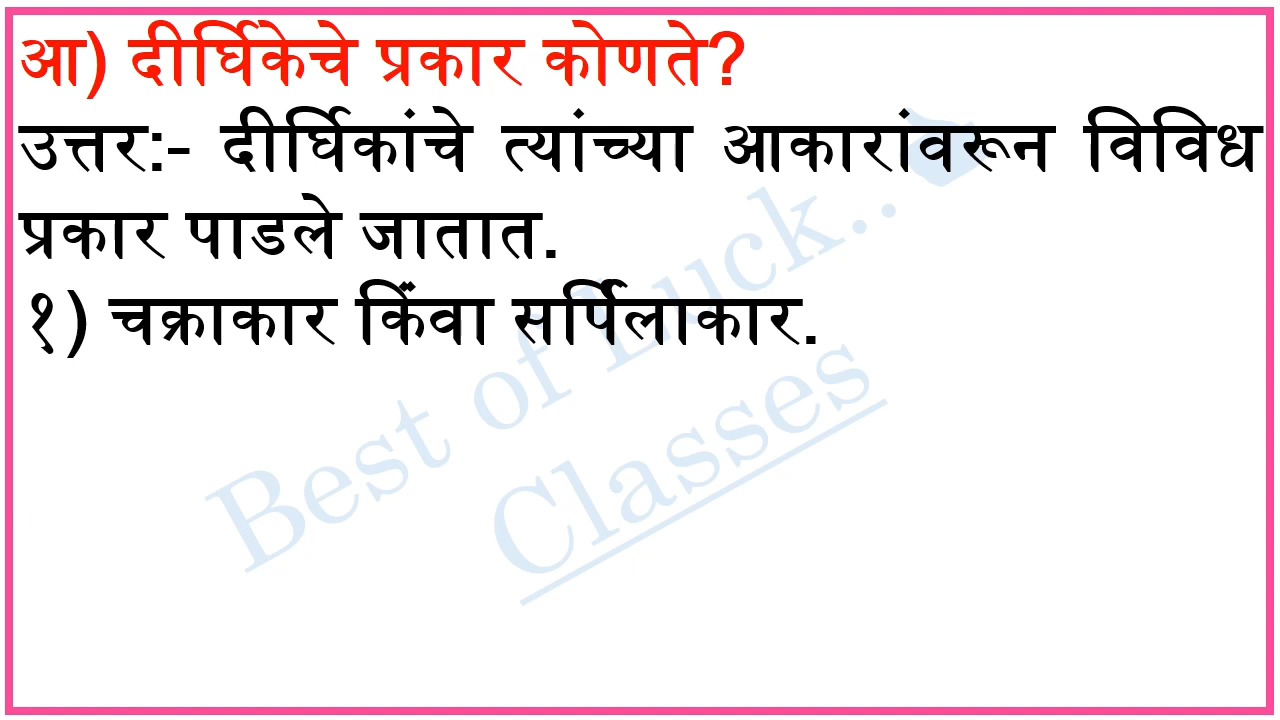 आ) दीर्घिकेचे प्रकार कोणते?
उत्तर:- दीर्घिकांचे त्यांच्या आकारांवरून विविध
प्रकार पाडले जातात.
१) चक्राकार किंवा सर्पिलाकार.
Best of Luck..
Classes